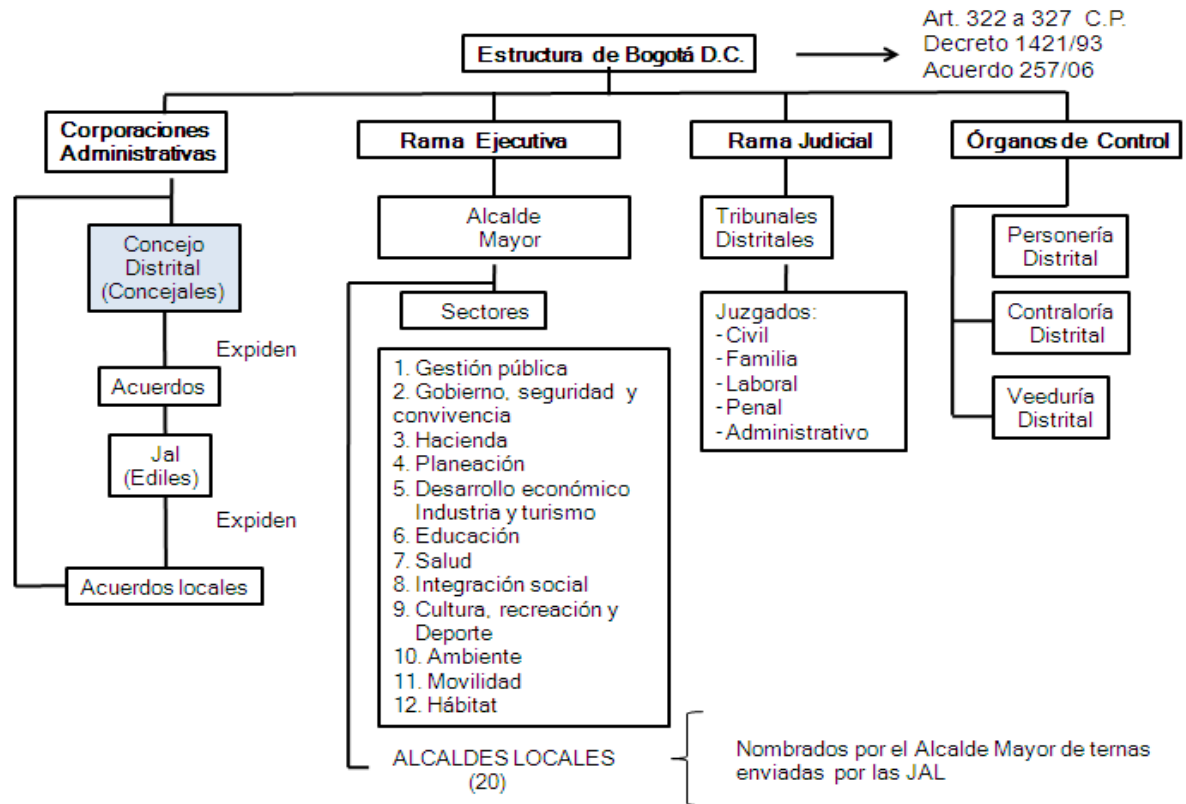 Estructura de Bogotá D.C.
Art. 322 a 327 C.P.
Decreto 1421/93
Acuerdo 257/06
Corporaciones
Administrativas
Concejo
Distrital
(Concejales)
Expiden
Acuerdos
Jal
(Ediles)
Expiden
Acuerdos locales
Rama Ejecutiva
Alcalde
Mayor
Sectores
1. Gestión pública
2. Gobierno, seguridad y
convivencia
3. Hacienda
4. Planeación
5. Desarrollo económico
Industria y turismo
6. Educación
7. Salud
8. Integración social
9. Cultura, recreación y
Deporte
10. Ambiente
11. Movilidad
12. Hábitat
ALCALDES LOCALES
(20)
Nombrados por el Alcalde Mayor de ternas
enviadas por las JAL
Rama Judicial
Tribunales
Distritales
Juzgados:
-Civil
-Familia
-Laboral
-Penal
-Administrativo
Órganos de Control
Personería
Distrital
Contraloría
Distrital
Veeduría
Distrital